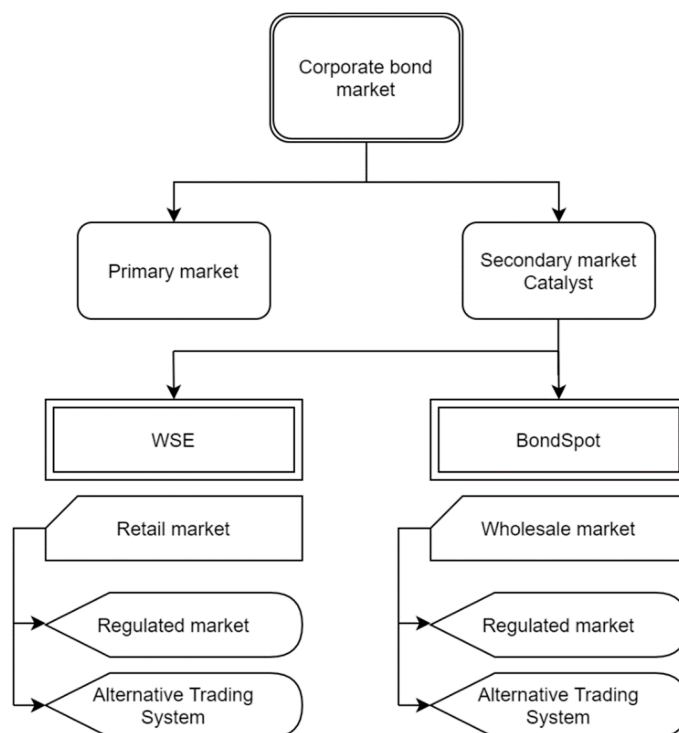 Corporate bond
market
Primary market
Secondary market
Catalyst
WSE
BondSpot
Retail market
Wholesale market
Regulated market
Regulated market
Alternative Trading
System
Alternative Trading
System